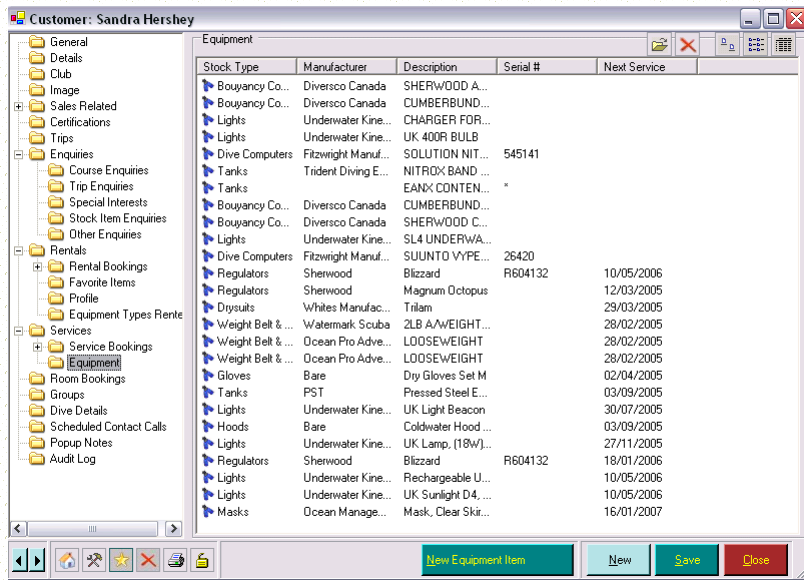 Customer: Sandra Hershey
General
Details
Club
Image
Sales Related
Certifications
Trips
Enquiries
Course Enquiries
Trip Enquiries
Special Interests
Stock Item Enquiries
Other Enquiries
Rentals
Rental Bookings
Favorite Items
Profile
Equipment Types Rente
Services
Service Bookings
Equipment
Room Bookings
Groups
Dive Details
Scheduled Contact Calls
Popup Notes
Audit Log
Equipment
Stock Type Manufacturer Description Serial # Next Service
Bouyancy Co... Diversco Canada SHERWOOD A...
Bouyancy Co... Diversco Canada CUMBERBUND...
Lights Underwater Kine... CHARGER FOR...
Lights Underwater Kine... UK 400R BULB
Dive Computers Fitzwright Manuf... SOLUTION NIT... 545141
Tanks Trident Diving E... NITROX BAND ...
Tanks EANX CONTEN... *
Bouyancy Co... Diversco Canada CUMBERBUND...
Bouyancy Co... Diversco Canada SHERWOOD C...
Lights Underwater Kine... SL4 UNDERWA...
Dive Computers Fitzwright Manuf... SUUNTO VYPE... 26420
Regulators Sherwood Blizzard R604132 10/05/2006
Regulators Sherwood Magnum Octopus 12/03/2005
Drysuits Whites Manufac... Trilam 29/03/2005
Weight Belt & ... Watermark Scuba 2LB A/WEIGHT... 28/02/2005
Weight Belt & ... Ocean Pro Adve... LOOSEWEIGHT 28/02/2005
Weight Belt & ... Ocean Pro Adve... LOOSEWEIGHT 28/02/2005
Gloves Bare Dry Gloves Set M 02/04/2005
Tanks PST Pressed Steel E... 03/09/2005
Lights Underwater Kine... UK Light Beacon 30/07/2005
Hoods Bare Coldwater Hood ... 03/09/2005
Lights Underwater Kine... UK Lamp, (18W)... 27/11/2005
Regulators Sherwood Blizzard R604132 18/01/2006
Lights Underwater Kine... Rechargeable U... 10/05/2006
Lights Underwater Kine... UK Sunlight D4, ... 10/05/2006
Masks Ocean Manage... Mask, Clear Skir... 16/01/2007
New Equipment Item New Save Close